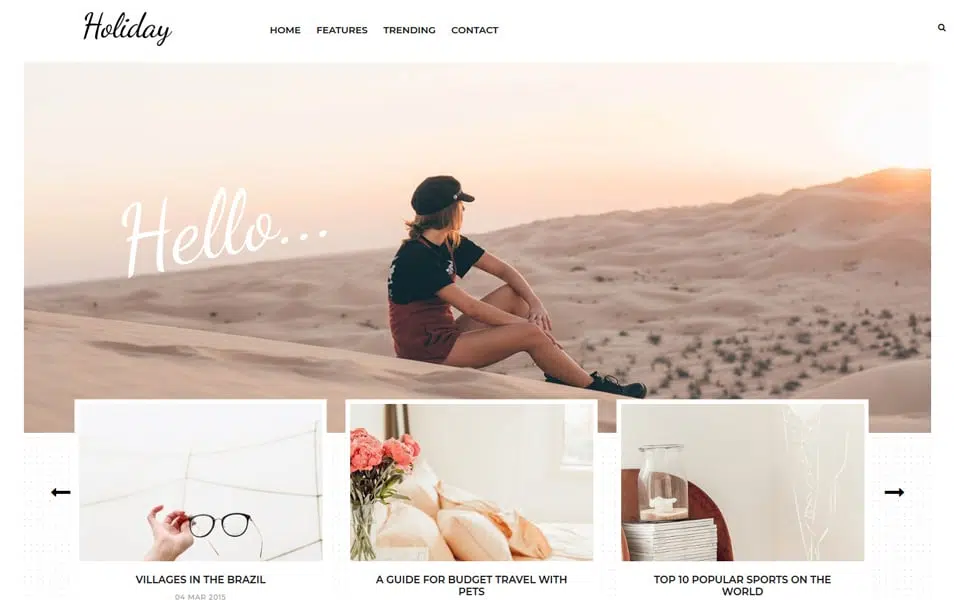 Holiday
HOME FEATURES TRENDING CONTACT
Hello...
VILLAGES IN THE BRAZIL
04 MAR 2015
A GUIDE FOR BUDGET TRAVEL WITH
PETS
TOP 10 POPULAR SPORTS ON THE
WORLD